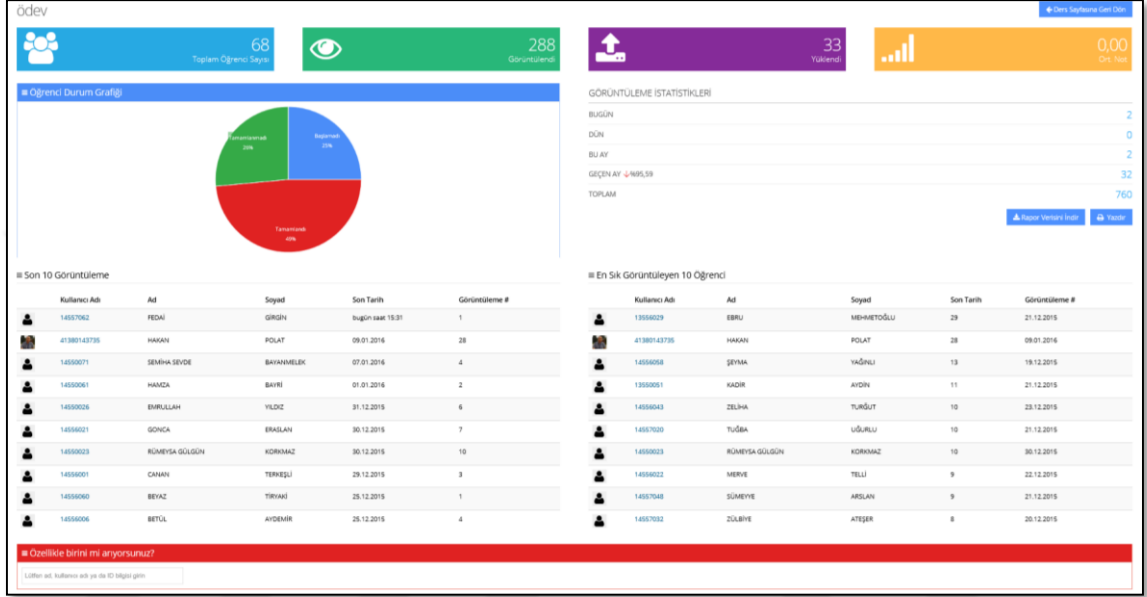 ödev
Ders Sayfasına Geri Dön
68
Toplam Öğrenci Sayısı
288
Görüntülendi
33
Yüklendi
0,00
Ort. Not
Öğrenci Durum Grafiği
Tamamlanmadı
26%
Başlamadı
25%
Tamamlandı
49%
GÖRÜNTÜLEME İSTATİSTİKLERİ
BUGÜN 2
DÜN 0
BU AY 2
GEÇEN AY %95,59 32
TOPLAM 760
Rapor Verisini İndir Yazdır
Son 10 Görüntüleme
Kullanıcı Adı Ad Soyad Son Tarih Görüntüleme #
14557062 FEDAİ GİRGİN bugün saat 15:31 1
41380143735 HAKAN POLAT 09.01.2016 28
14550071 SEMİHA SEVDE BAYANMELEK 07.01.2016 4
14550061 HAMZA BAYRİ 01.01.2016 2
14550026 EMRULLAH YILDIZ 31.12.2015 6
14556021 GONCA ERASLAN 30.12.2015 7
14550023 RÜMEYSA GÜLGÜN KORKMAZ 30.12.2015 10
14556001 CANAN TERKEŞLİ 29.12.2015 3
14556060 BEYAZ TİRYAKİ 25.12.2015 1
14556006 BETÜL AYDEMİR 25.12.2015 4
En Sık Görüntüleyen 10 Öğrenci
Kullanıcı Adı Ad Soyad Son Tarih Görüntüleme #
13556029 EBRU MEHMETOĞLU 29 21.12.2015
41380143735 HAKAN POLAT 28 09.01.2016
14556058 ŞEYMA YAĞINLI 13 19.12.2015
13550051 KADİR AYDİN 11 21.12.2015
14556043 ZELİHA TURĞUT 10 23.12.2015
14557020 TUĞBA UĞURLU 10 21.12.2015
14550023 RÜMEYSA GÜLGÜN KORKMAZ 10 30.12.2015
14556022 MERVE TELLİ 9 22.12.2015
14557048 SÜMEYYE ARSLAN 9 21.12.2015
14557032 ZÜLBİYE ATEŞER 8 20.12.2015
Özellikle birini mi arıyorsunuz?
Lütfen ad, kullanıcı adı ya da ID bilgisi girin